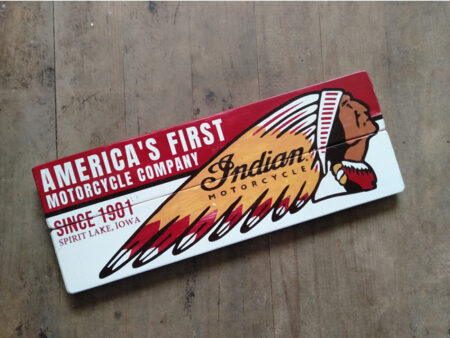 AMERICA'S FIRST
MOTORCYCLE COMPANY
SINCE 1901
SPIRIT LAKE, IOWA
Indian
MOTORCYCLE